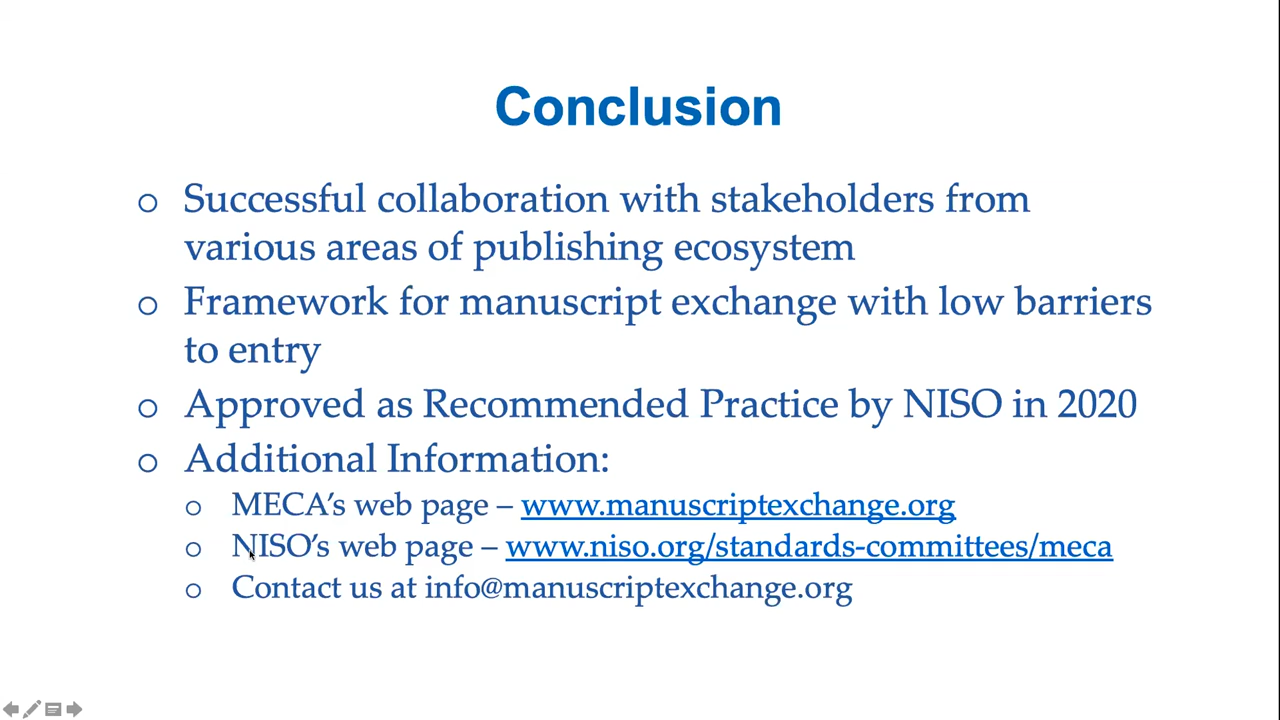 Conclusion
Successful collaboration with stakeholders from
various areas of publishing ecosystem
Framework for manuscript exchange with low barriers
to entry
Approved as Recommended Practice by NISO in 2020
Additional Information:
MECA’s web page – www.manuscriptexchange.org
NISO’s web page – www.niso.org/standards-committees/meca
Contact us at info@manuscriptexchange.org